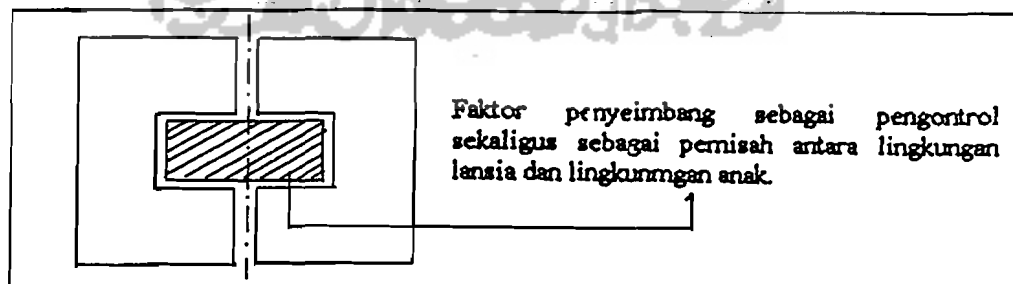 Faktor penyeimbang sebagai pengontrol
sekaligus sebagai pemisah antara lingkungan
lansia dan lingkunmgan anak.